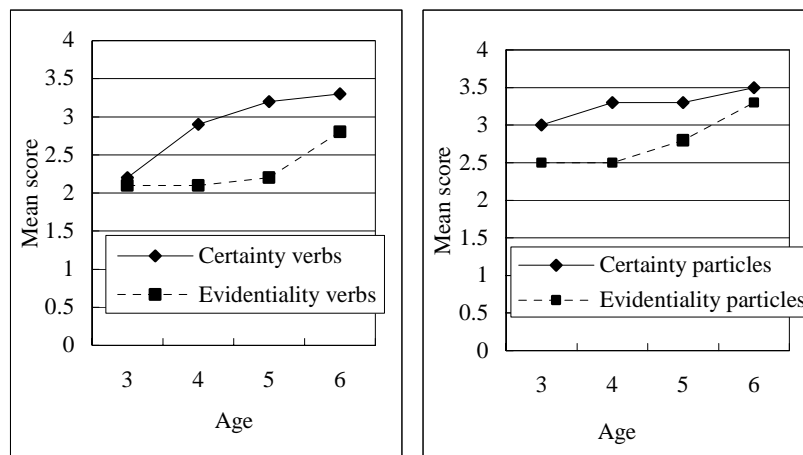 4
3.5
3
2.5
2
1.5
1
0.5
0
Mean score
Certainty verbs
Evidentiality verbs
3 4 5 6
Age
4
3.5
3
2.5
2
1.5
1
0.5
0
Mean score
Certainty particles
Evidentiality particles
3 4 5 6
Age